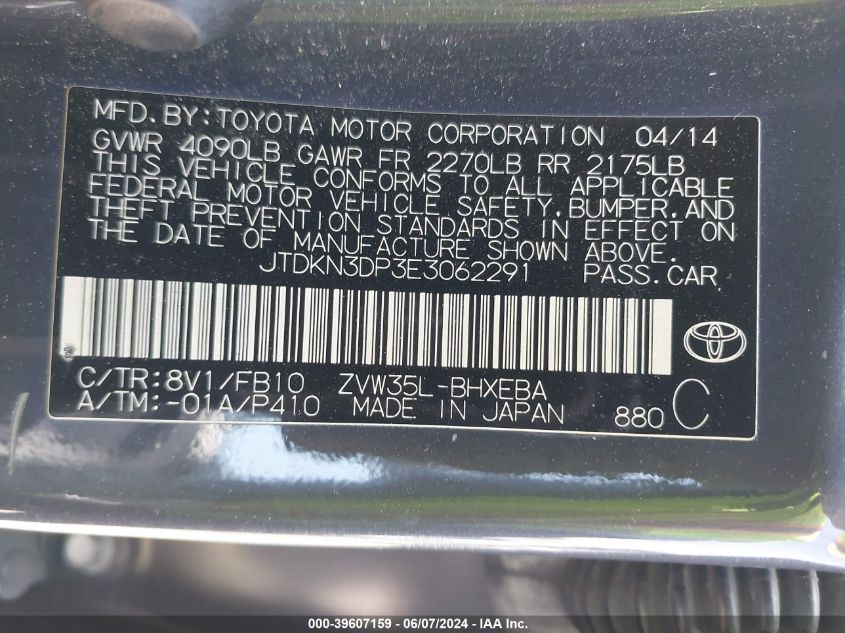 MFD. BY: TOYOTA MOTOR CORPORATION 04/14
GVWR 4090LB GAWR FR 2270LB RR 2175LB
THIS VEHICLE CONFORMS TO ALL APPLICABLE
FEDERAL MOTOR VEHICLE SAFETY, BUMPER, AND
THEFT PREVENTION STANDARDS IN EFFECT ON
THE DATE OF MANUFACTURE SHOWN ABOVE.
JTDKN3DP3E3062291 PASS. CAR
C/TR: 8V1/FB10 ZVW35L-BHXEBA
A/TM: -01A/P410 MADE IN JAPAN 880 C
000-39607159 - 06/07/2024 - IAA Inc.